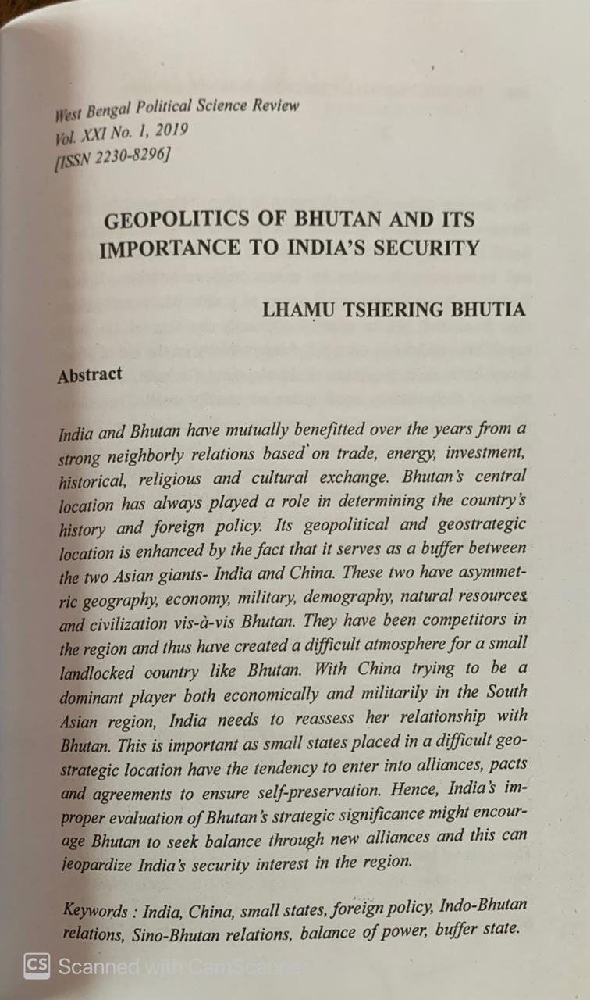 West Bengal Political Science Review
Vol. XXI No. 1, 2019
[ISSN 2230-8296]
GEOPOLITICS OF BHUTAN AND ITS
IMPORTANCE TO INDIA'S SECURITY
LHAMU TSHERING BHUTIA
Abstract
India and Bhutan have mutually benefitted over the years from a
strong neighborly relations based on trade, energy, investment,
historical, religious and cultural exchange. Bhutan's central
location has always played a role in determining the country's
history and foreign policy. Its geopolitical and geostrategic
location is enhanced by the fact that it serves as a buffer between
the two Asian giants- India and China. These two have asymmet-
ric geography, economy, military, demography, natural resources
and civilization vis-à-vis Bhutan. They have been competitors in
the region and thus have created a difficult atmosphere for a small
landlocked country like Bhutan. With China trying to be a
dominant player both economically and militarily in the South
Asian region, India needs to reassess her relationship with
Bhutan. This is important as small states placed in a difficult geo-
strategic location have the tendency to enter into alliances, pacts
and agreements to ensure self-preservation. Hence, India's im-
proper evaluation of Bhutan's strategic significance might encour-
age Bhutan to seek balance through new alliances and this can
jeopardize India's security interest in the region.
Keywords : India, China, small states, foreign policy, Indo-Bhutan
relations, Sino-Bhutan relations, balance of power, buffer state.
CS Scanned with CamScanner